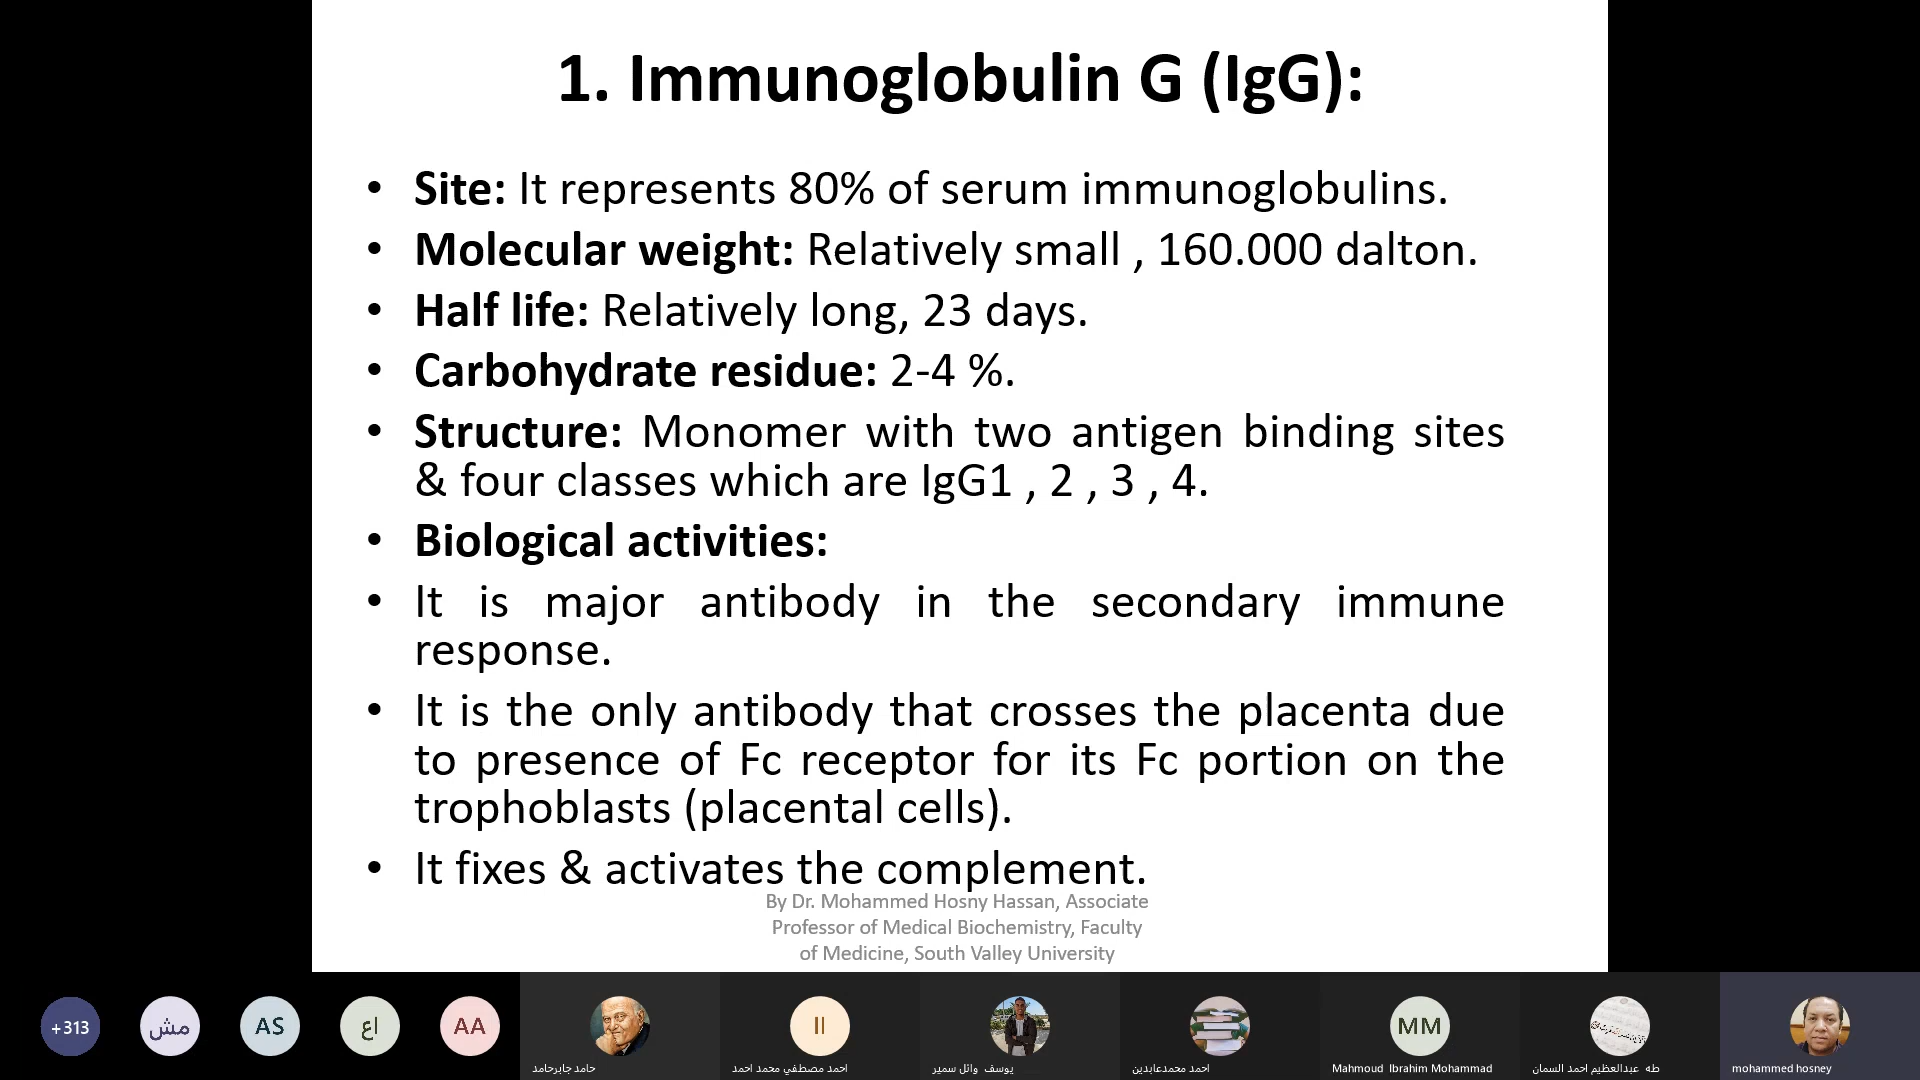 1. Immunoglobulin G (IgG):
• Site: It represents 80% of serum immunoglobulins.
• Molecular weight: Relatively small , 160.000 dalton.
• Half life: Relatively long, 23 days.
• Carbohydrate residue: 2-4 %.
• Structure: Monomer with two antigen binding sites
& four classes which are IgG1 , 2 , 3 , 4.
• Biological activities:
• It is major antibody in the secondary immune
response.
• It is the only antibody that crosses the placenta due
to presence of Fc receptor for its Fc portion on the
trophoblasts (placental cells).
• It fixes & activates the complement.
By Dr. Mohammed Hosny Hassan, Associate
Professor of Medical Biochemistry, Faculty
of Medicine, South Valley University
+313
مش
AS
اع
AA
حامد جابرحامد
II
احمد مصطفي محمد احمد
يوسف وائل سمير
احمد محمدعابدين
MM
Mahmoud Ibrahim Mohammad
طه عبدالعظيم احمد السمان
mohammed hosney